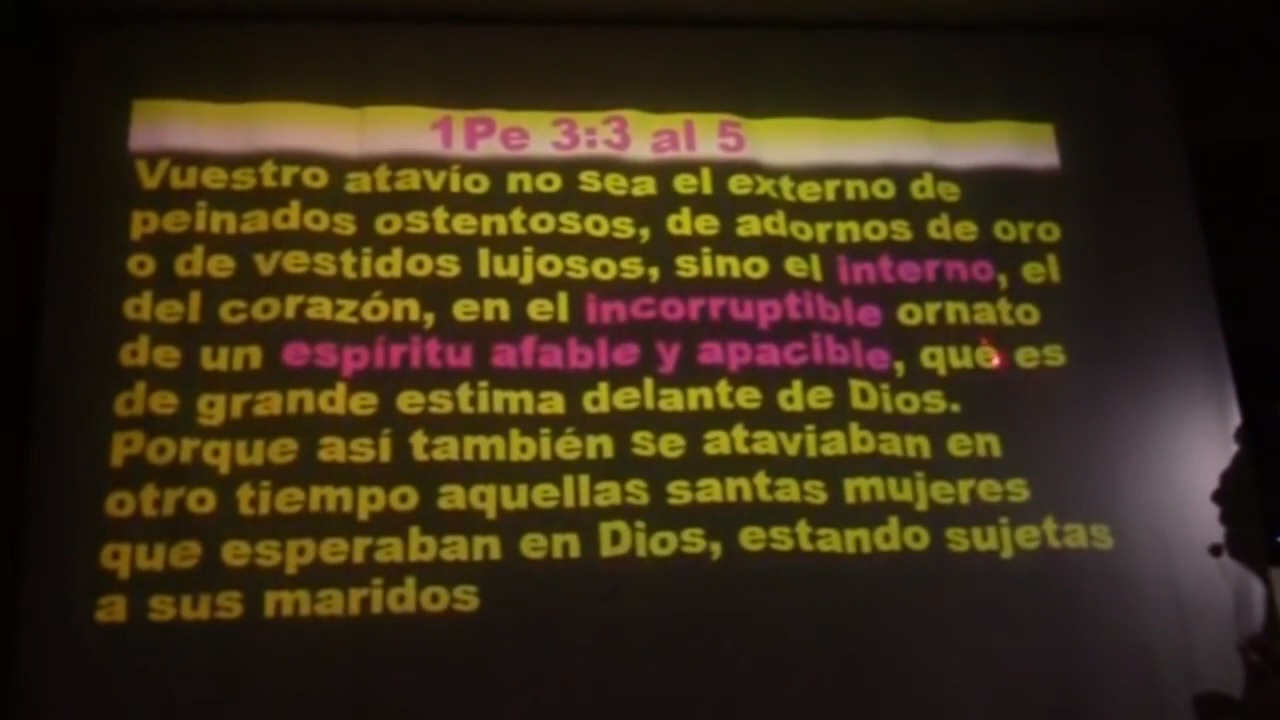 1Pe 3:3 al 5
Vuestro atavío no sea el externo de
peinados ostentosos, de adornos de oro
o de vestidos lujosos, sino el interno, el
del corazón, en el incorruptible ornato
de un espíritu afable y apacible, que es
de grande estima delante de Dios.
Porque así también se ataviaban en
otro tiempo aquellas santas mujeres
que esperaban en Dios, estando sujetas
a sus maridos